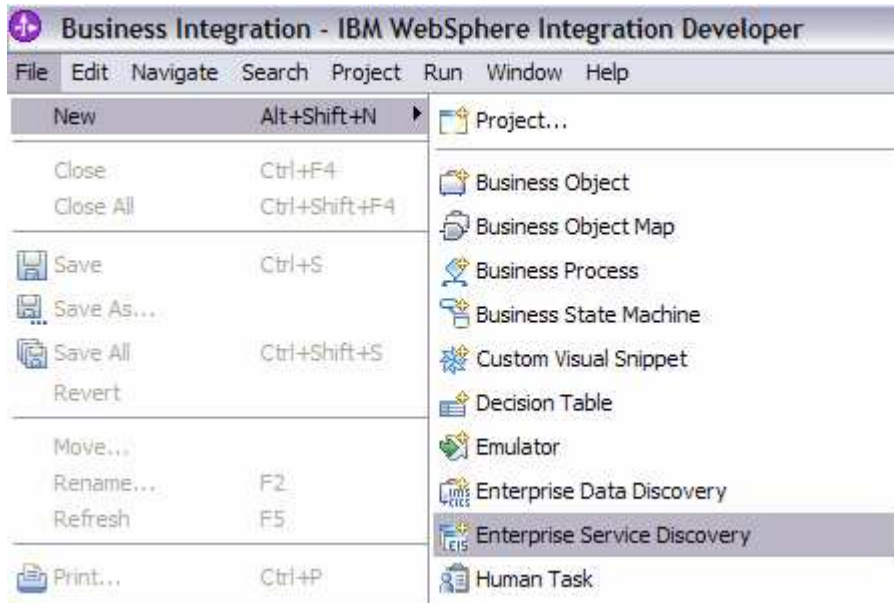 Business Integration - IBM WebSphere Integration Developer
File Edit Navigate Search Project Run Window Help
New Alt+Shift+N
Close Ctrl+F4
Close All Ctrl+Shift+F4
Save Ctrl+S
Save As...
Save All Ctrl+Shift+S
Revert
Move...
Rename... F2
Refresh F5
Print... Ctrl+P
Project...
Business Object
Business Object Map
Business Process
Business State Machine
Custom Visual Snippet
Decision Table
Emulator
IMS CICS Enterprise Data Discovery
EIS Enterprise Service Discovery
Human Task